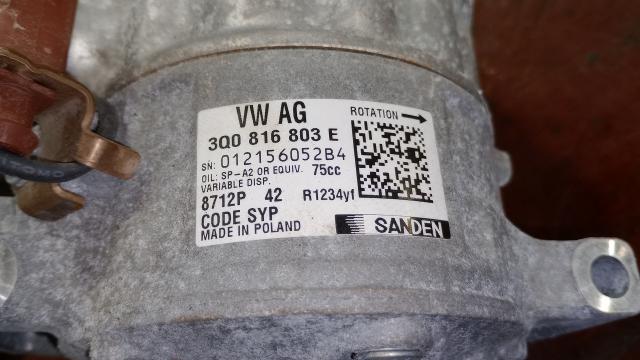 VW AG
ROTATION
3Q0 816 803 E
SN: 012156052B4
OIL: SP-A2 OR EQUIV. 75cc
VARIABLE DISP.
8712P 42 R1234yf
CODE SYP
MADE IN POLAND
SANDEN